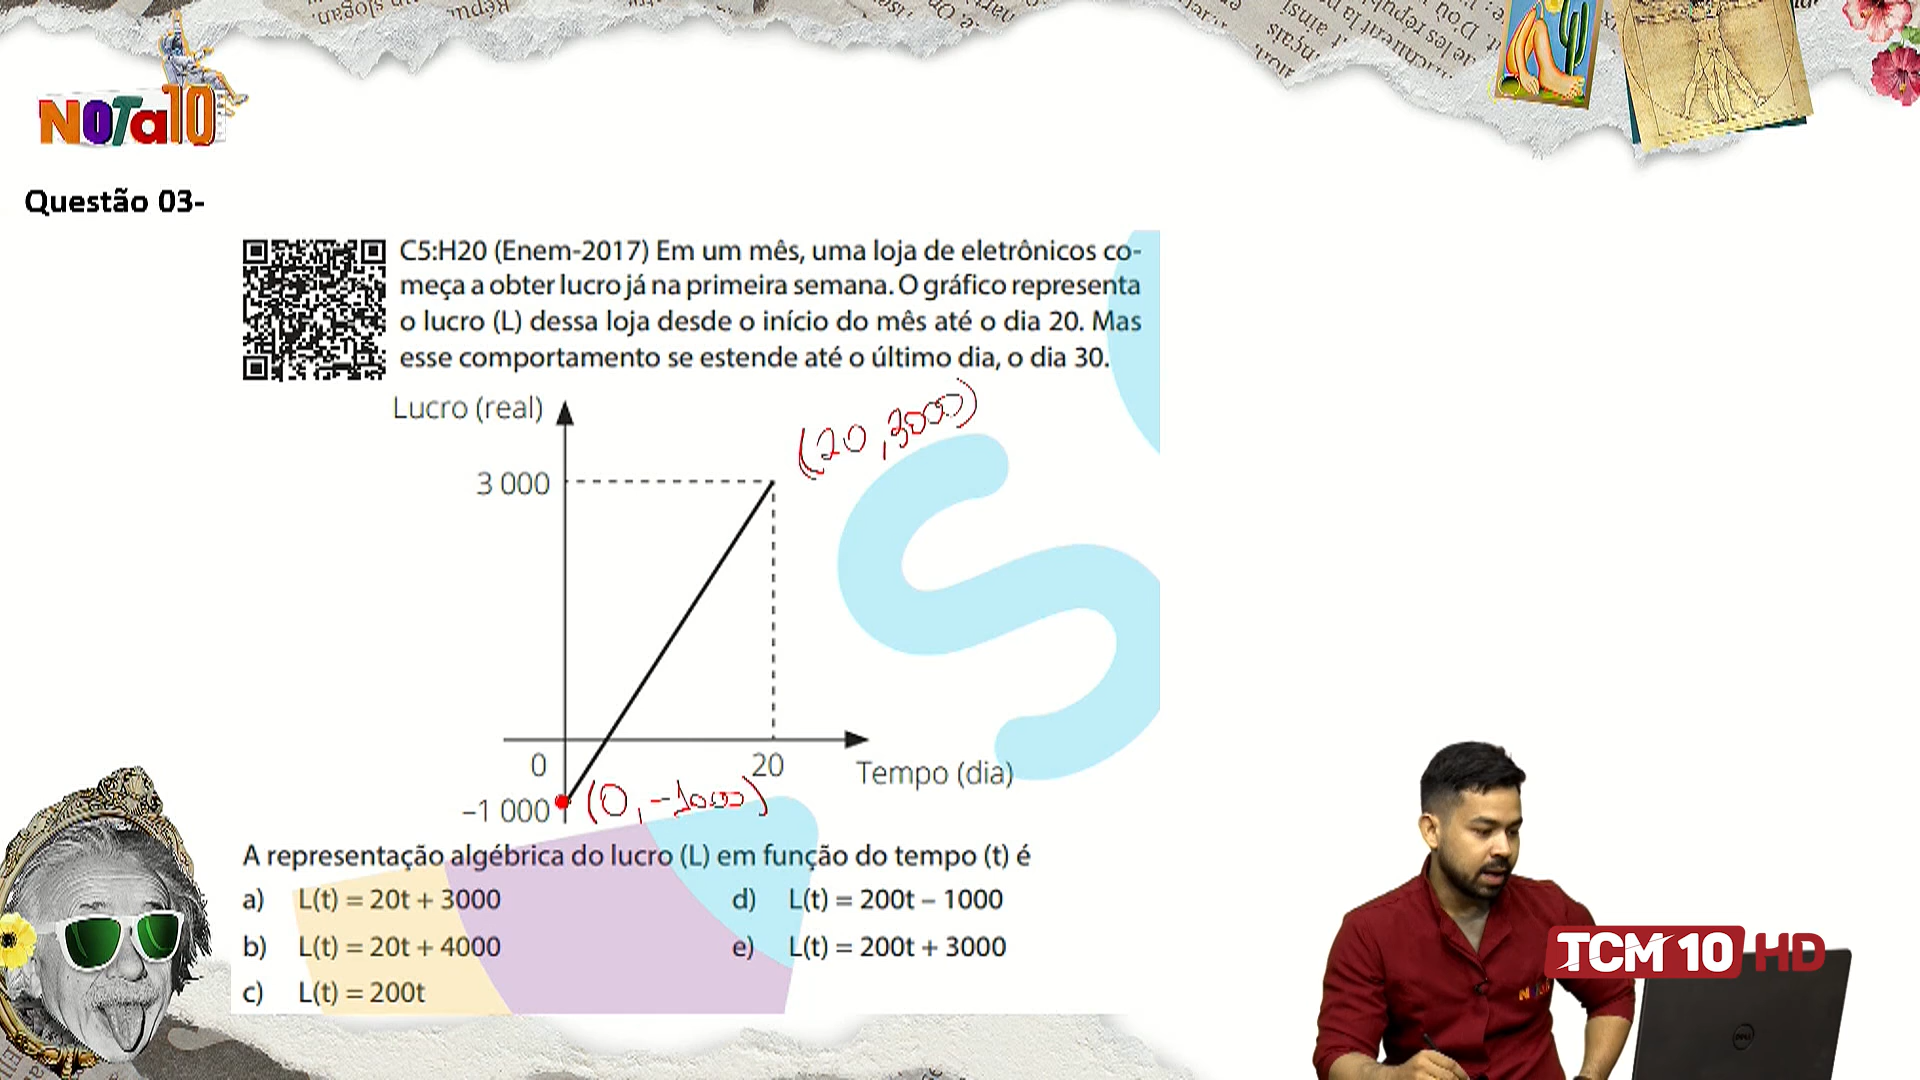 NOTa10
Questão 03-
C5:H20 (Enem-2017) Em um mês, uma loja de eletrônicos co-
meça a obter lucro já na primeira semana. O gráfico representa
o lucro (L) dessa loja desde o início do mês até o dia 20. Mas
esse comportamento se estende até o último dia, o dia 30.
Lucro (real)
(20, 3000)
3 000
0
20
Tempo (dia)
–1 000
(0, -1000)
A representação algébrica do lucro (L) em função do tempo (t) é
a) L(t) = 20t + 3000
b) L(t) = 20t + 4000
c) L(t) = 200t
d) L(t) = 200t – 1000
e) L(t) = 200t + 3000
TCM 10 HD
DELL